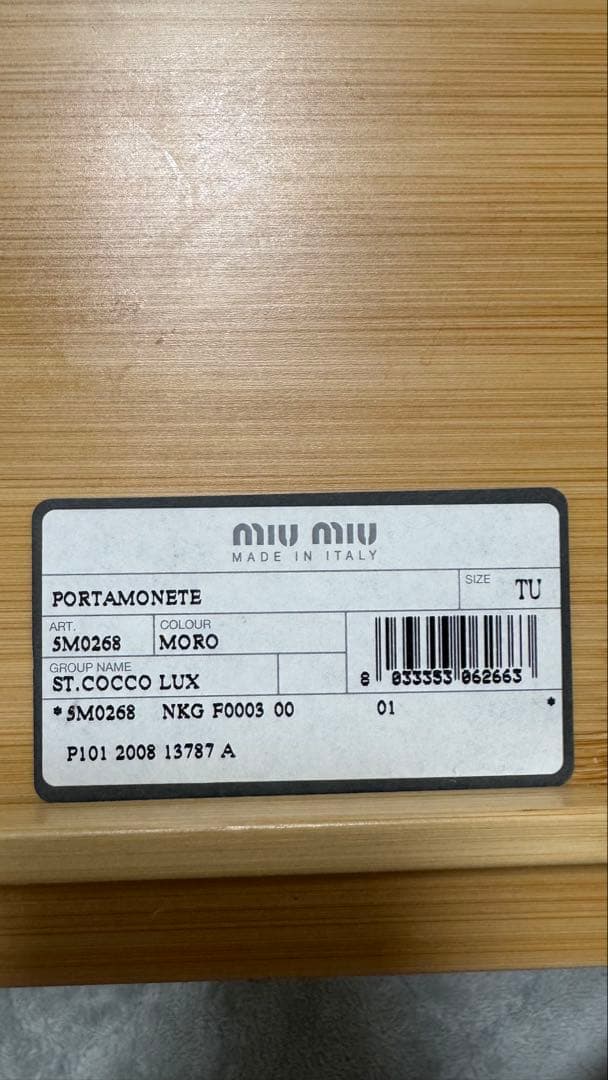 miu miu
MADE IN ITALY
PORTAMONETE
SIZE TU
ART. 5M0268
COLOUR MORO
GROUP NAME
ST.COCCO LUX
8 033353 062663
* 5M0268 NKG F0003 00 01 *
P101 2008 13787 A